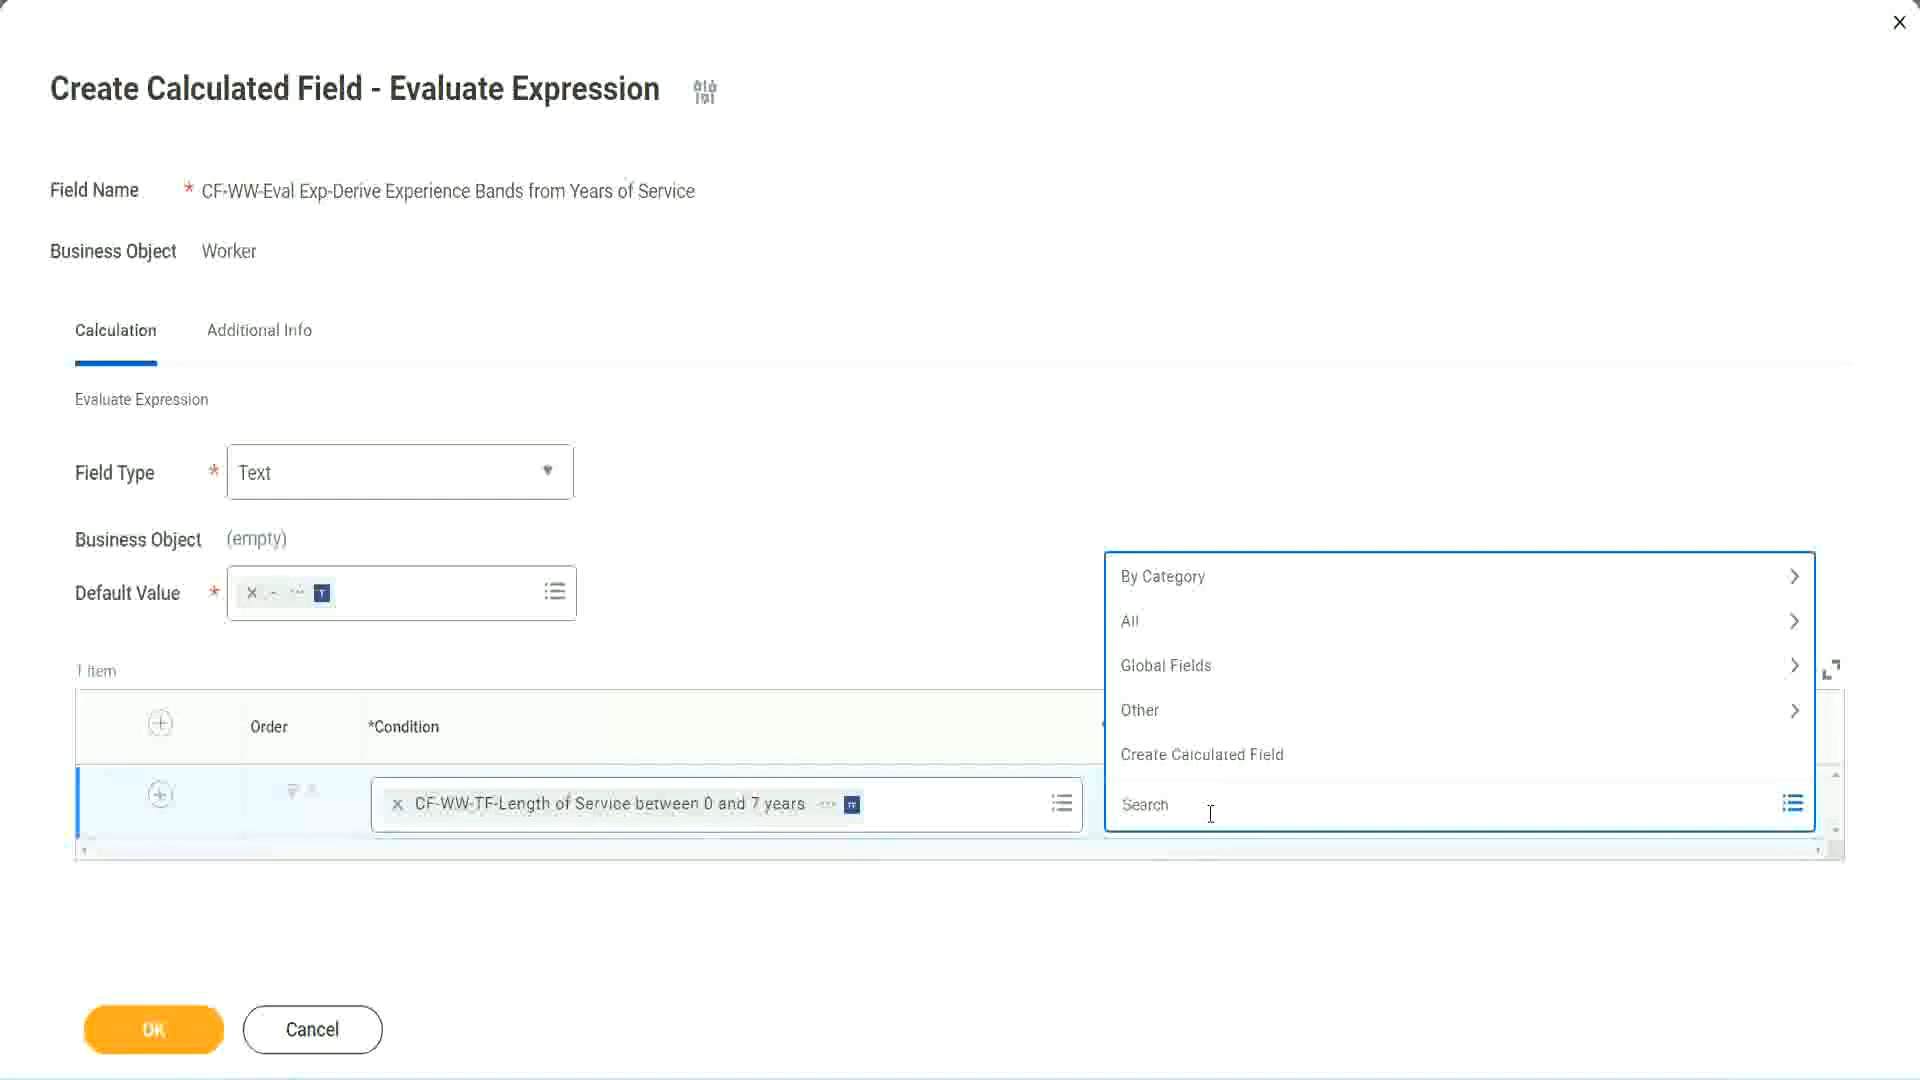 Create Calculated Field - Evaluate Expression
Field Name * CF-WW-Eval Exp-Derive Experience Bands from Years of Service
Business Object Worker
Calculation Additional Info
Evaluate Expression
Field Type * Text
Business Object (empty)
Default Value * -
1 item
Order *Condition
CF-WW-TF-Length of Service between 0 and 7 years
By Category
All
Global Fields
Other
Create Calculated Field
Search
OK Cancel